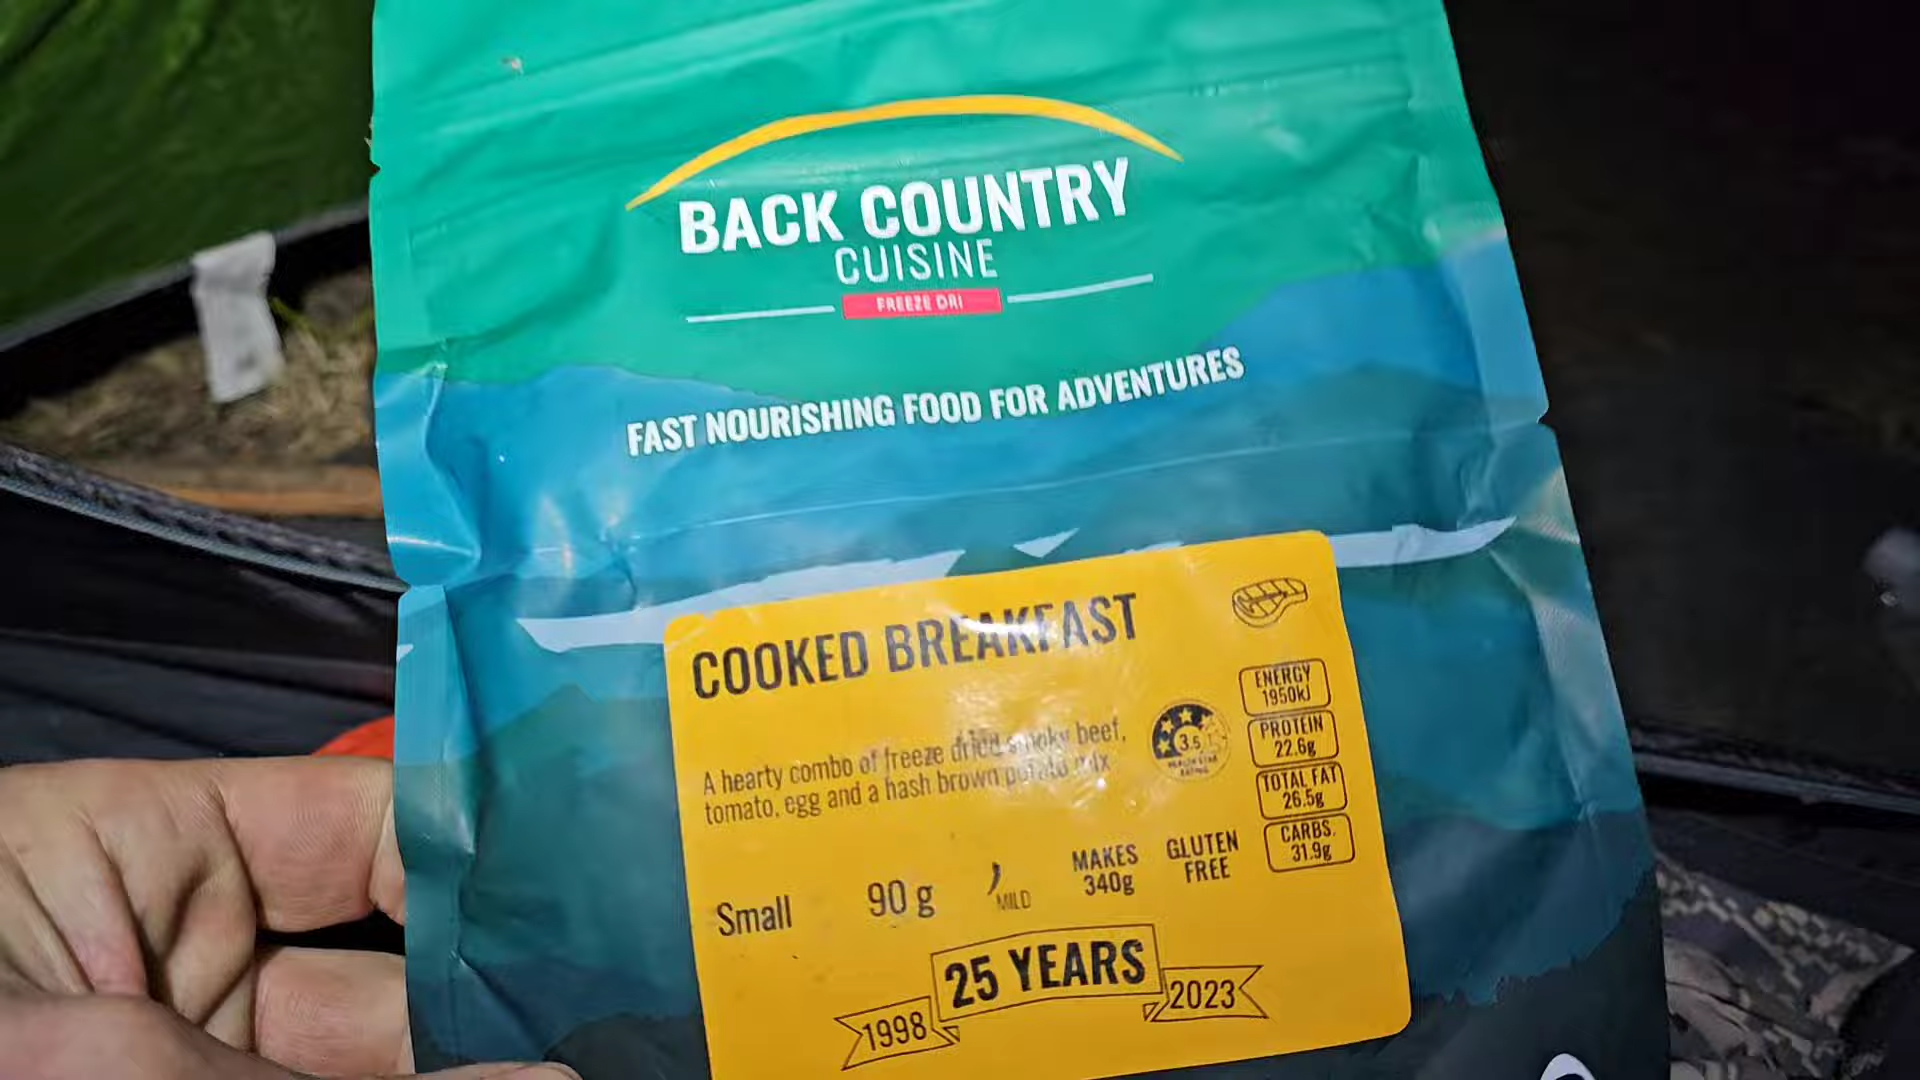 BACK COUNTRY
CUISINE
FREEZE DRI
FAST NOURISHING FOOD FOR ADVENTURES
COOKED BREAKFAST
A hearty combo of freeze dried smoky beef,
tomato, egg and a hash brown potato mix
3.5
HEALTH STAR
RATING
ENERGY
1950kJ
PROTEIN
22.6g
TOTAL FAT
26.5g
CARBS.
31.9g
Small
90 g
MILD
MAKES
340g
GLUTEN
FREE
25 YEARS
1998
2023